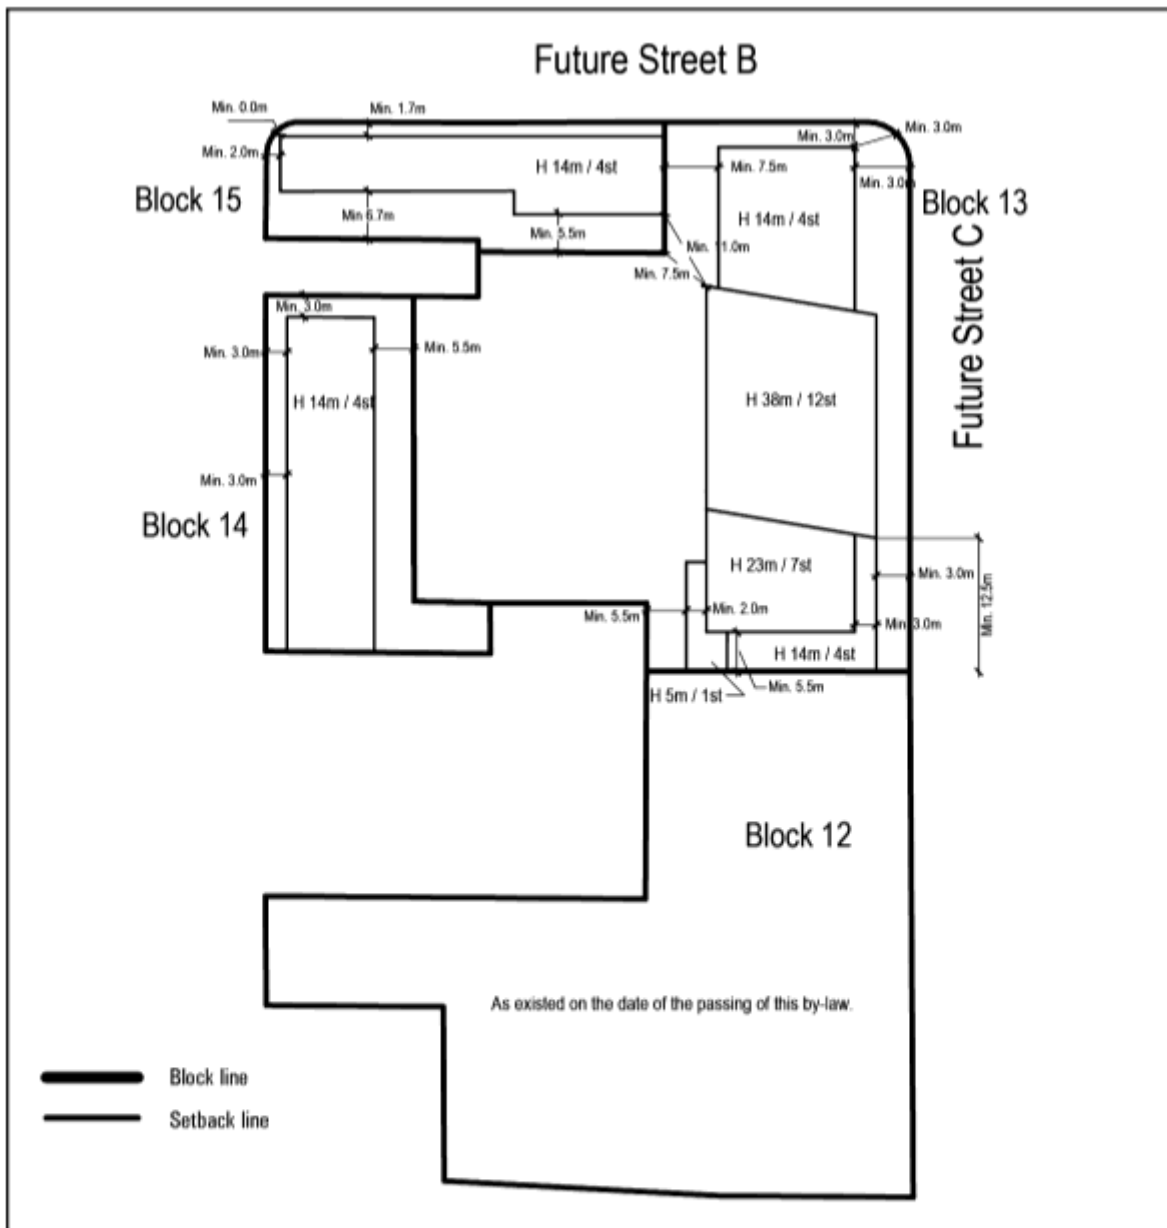 Future Street B
Min. 0.0m
Min. 1.7m
Min. 3.0m
Min. 3.0m
Min. 2.0m
H 14m / 4st
Min. 7.5m
Min. 3.0m
Block 15
Block 13
Min 6.7m
H 14m / 4st
Min. 5.5m
Min. 11.0m
Min. 7.5m
Future Street C
Min. 3.0m
Min. 3.0m
Min. 5.5m
H 14m / 4st
H 38m / 12st
Min. 3.0m
Block 14
H 23m / 7st
Min. 3.0m
Min. 12.5m
Min. 5.5m
Min. 2.0m
Min. 3.0m
H 14m / 4st
H 5m / 1st
Min. 5.5m
Block 12
As existed on the date of the passing of this by-law.
Block line
Setback line